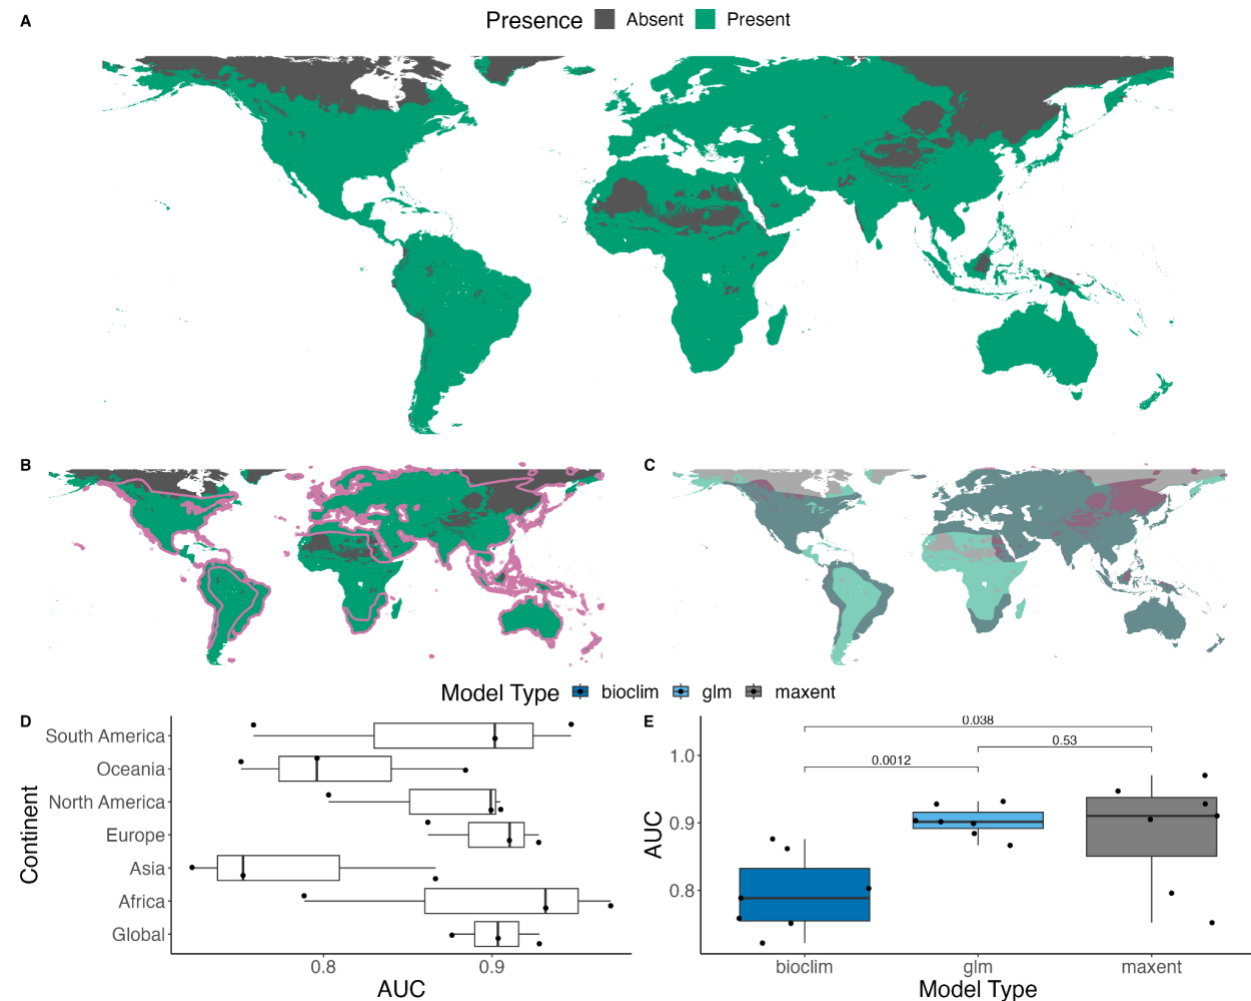 A
Presence Absent Present
B
C
Model Type bioclim glm maxent
D
Continent
South America
Oceania
North America
Europe
Asia
Africa
Global
0.8 0.9
AUC
E
AUC
1.0
0.9
0.8
0.038
0.53
0.0012
bioclim glm maxent
Model Type